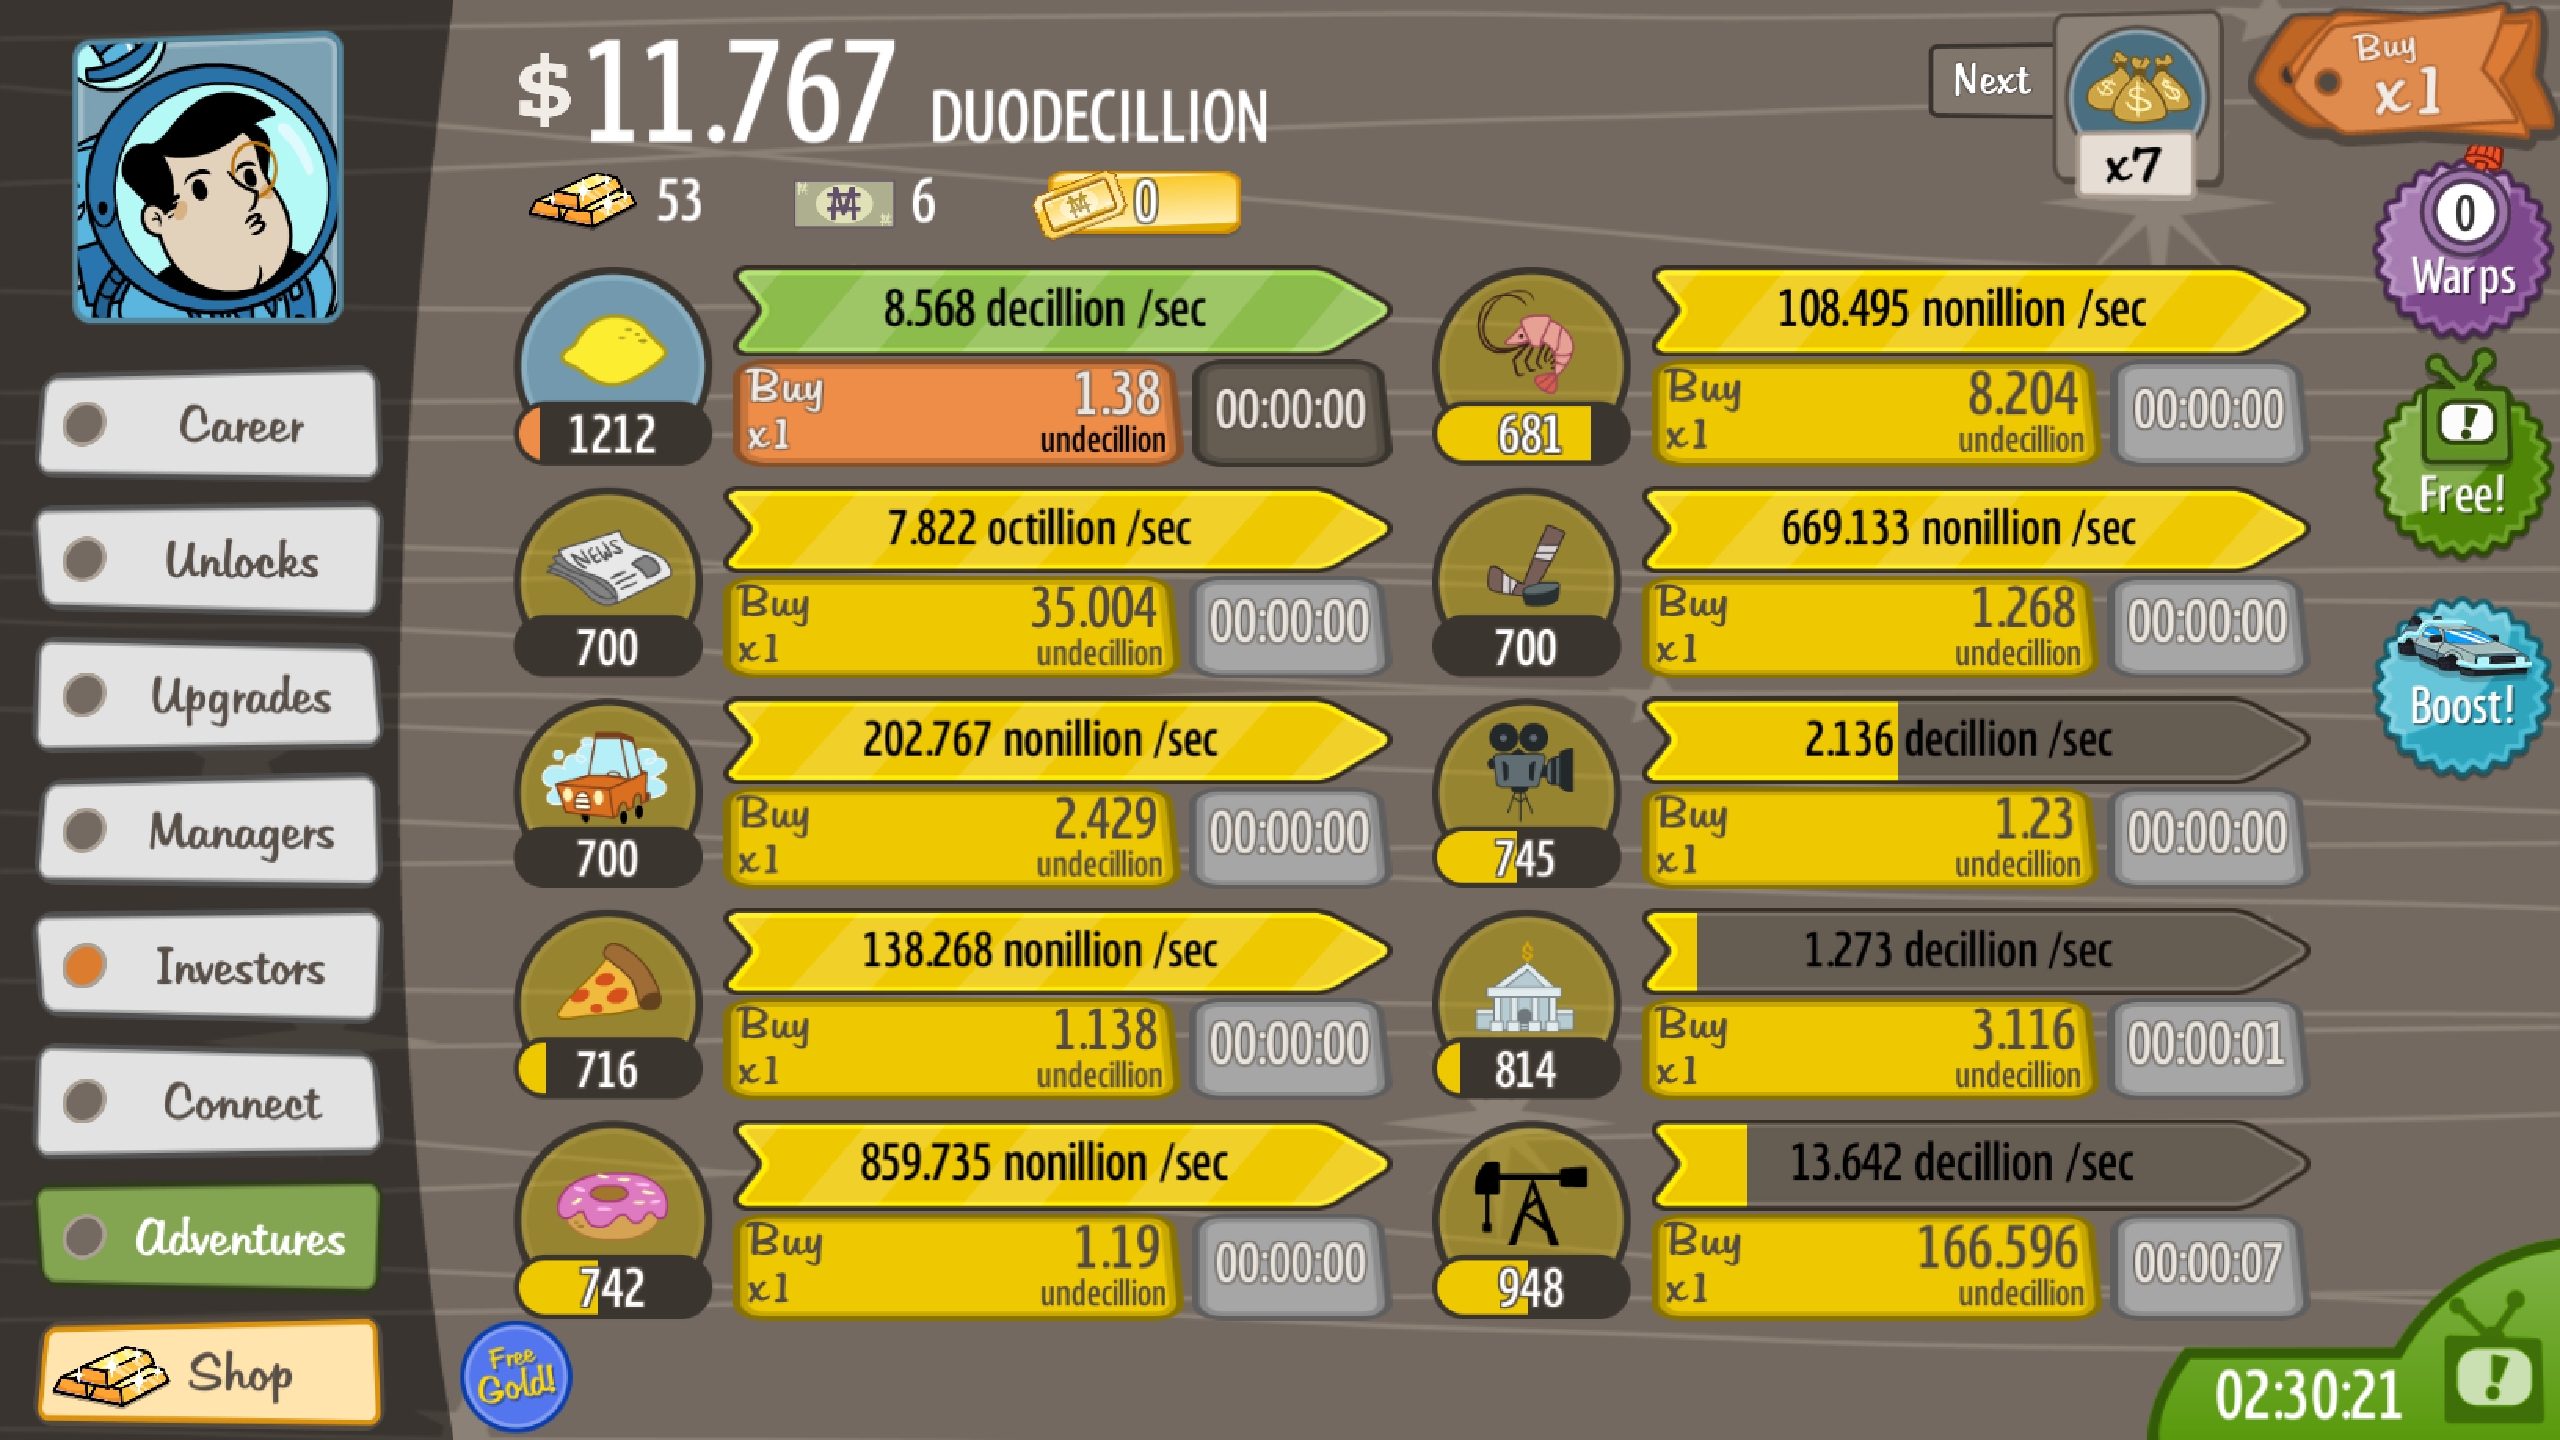 $11.767 DUODECILLION
53
6
0
Next
x7
Buy
x1
0
Warps
Free!
Boost!
Career
Unlocks
Upgrades
Managers
Investors
Connect
Adventures
Shop
8.568 decillion /sec
Buy
x1
1.38
undecillion
00:00:00
1212
NEWS
7.822 octillion /sec
Buy
x1
35.004
undecillion
00:00:00
700
202.767 nonillion /sec
Buy
x1
2.429
undecillion
00:00:00
700
138.268 nonillion /sec
Buy
x1
1.138
undecillion
00:00:00
716
859.735 nonillion /sec
Buy
x1
1.19
undecillion
00:00:00
742
108.495 nonillion /sec
Buy
x1
8.204
undecillion
00:00:00
681
669.133 nonillion /sec
Buy
x1
1.268
undecillion
00:00:00
700
2.136 decillion /sec
Buy
x1
1.23
undecillion
00:00:00
745
1.273 decillion /sec
Buy
x1
3.116
undecillion
00:00:01
814
13.642 decillion /sec
Buy
x1
166.596
undecillion
00:00:07
948
Free
Gold!
02:30:21